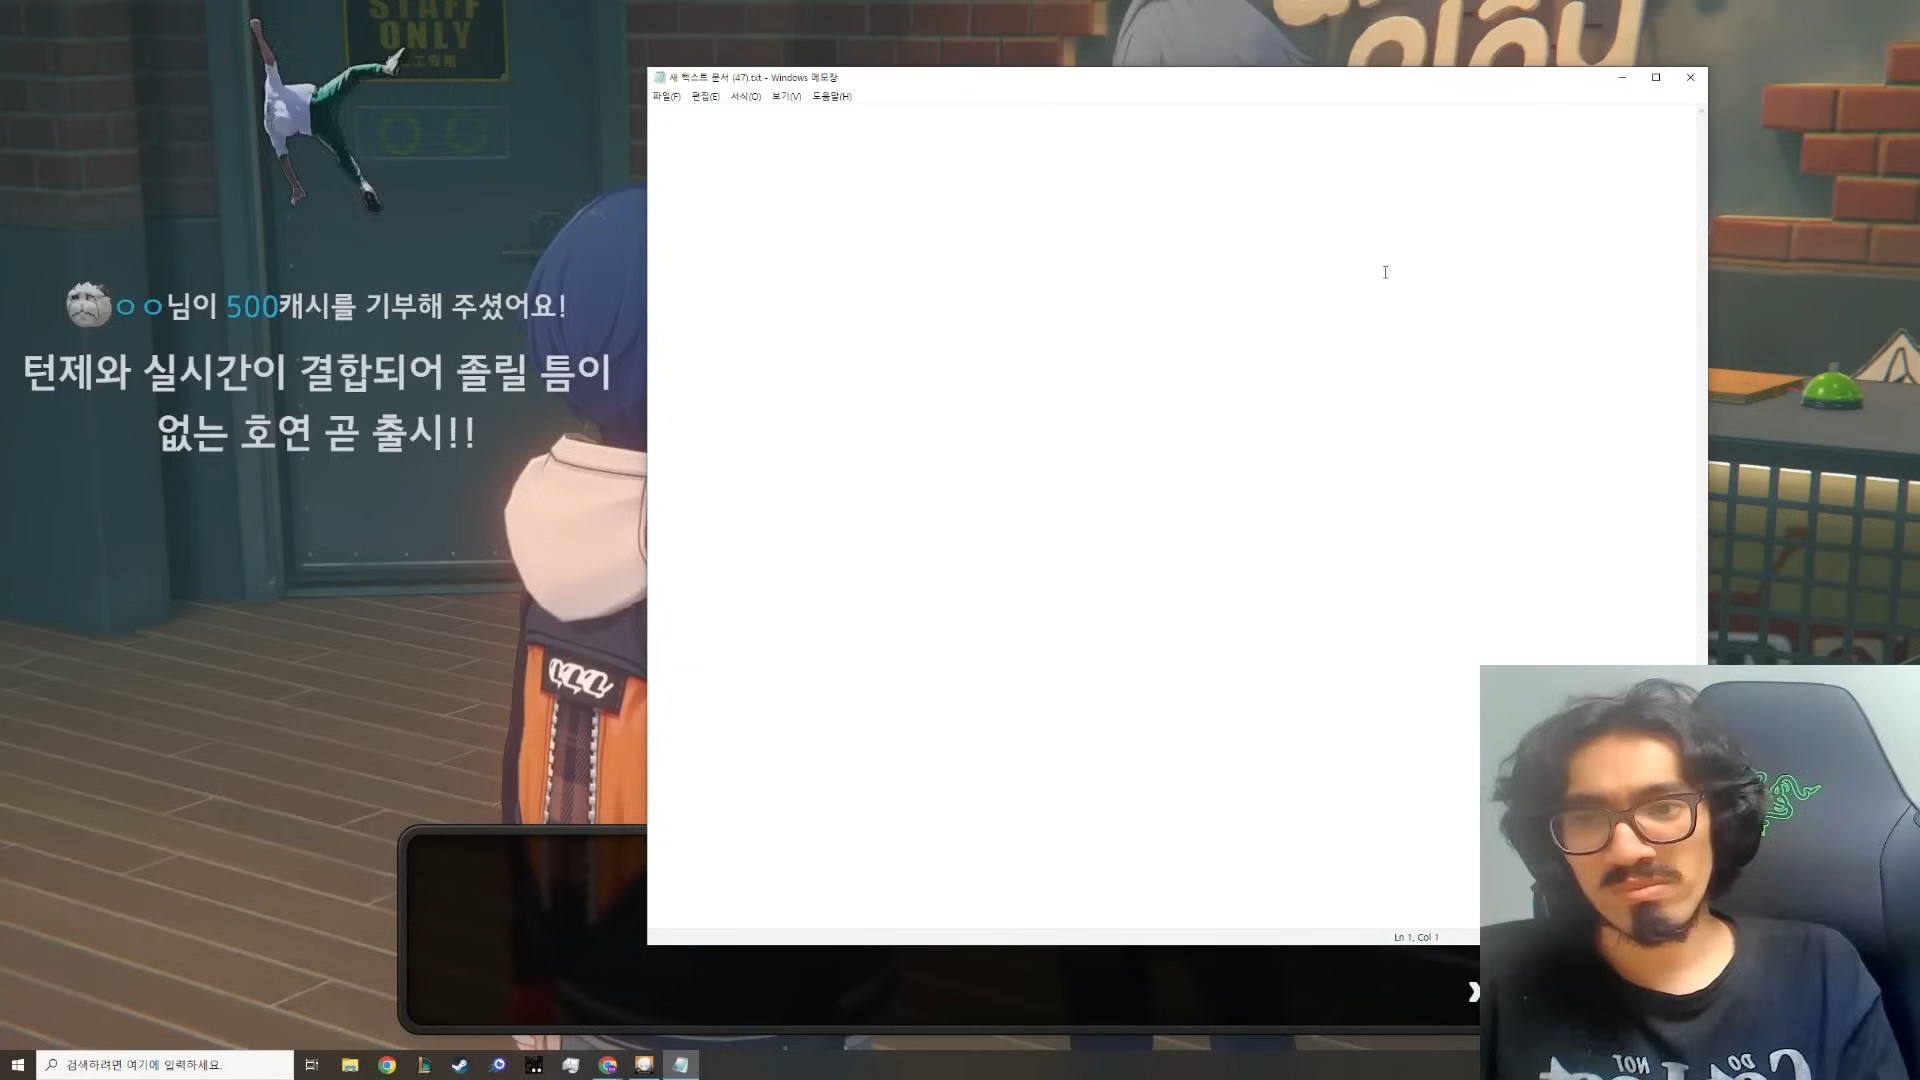 STAFF
ONLY
play
새 텍스트 문서 (47).txt - Windows 메모장
파일(F) 편집(E) 서식(O) 보기(V) 도움말(H)
ㅇㅇ님이 500캐시를 기부해 주셨어요!
턴제와 실시간이 결합되어 졸릴 틈이
없는 호연 곧 출시!!
Ln 1, Col 1
DO NOT
검색하려면 여기에 입력하세요.